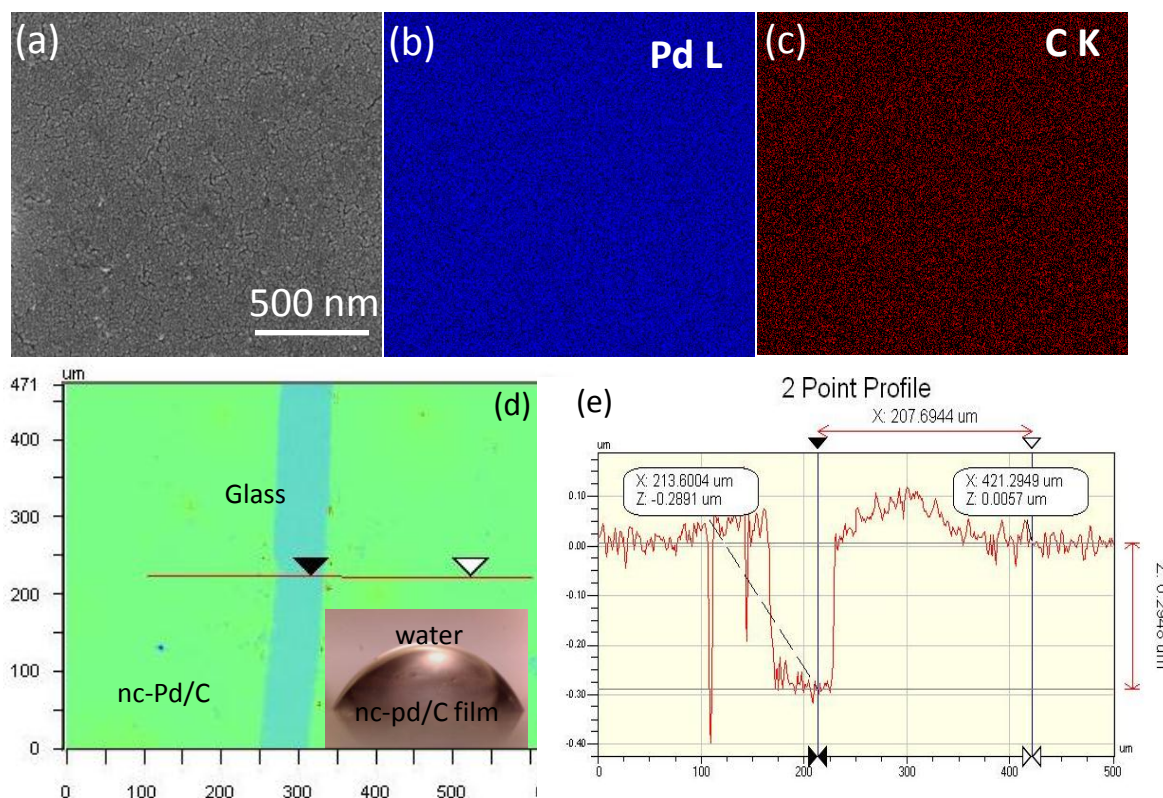 (a)
500 nm
(b)
Pd L
(c)
C K
um
471
400
300
200
100
0
(d)
Glass
nc-Pd/C
water
nc-pd/C film
0 100 200 300 400 500
(e)
2 Point Profile
X: 207.6944 um
um
X: 213.6004 um
Z: -0.2891 um
X: 421.2949 um
Z: 0.0057 um
0.10
0.00
-0.10
-0.20
-0.30
-0.40
Z: 0.2948 um
um
0 100 200 300 400 500